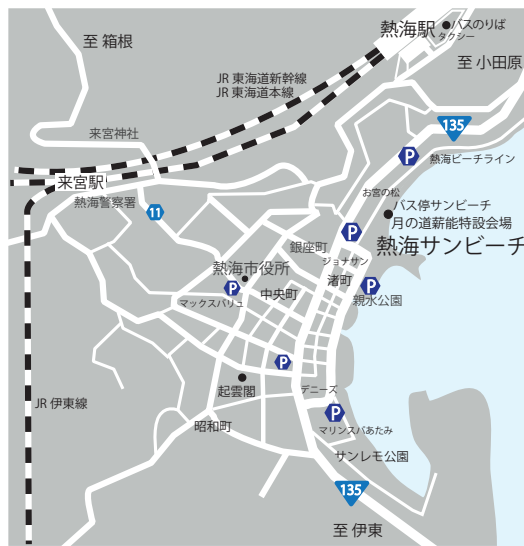 熱海駅
バスのりば
タクシー
至 箱根
至 小田原
JR 東海道新幹線
JR 東海道本線
135
来宮神社
P
熱海ビーチライン
来宮駅
お宮の松
熱海警察署
11
バス停サンビーチ
月の道薪能特設会場
P
銀座町
熱海サンビーチ
ジョナサン
熱海市役所
渚町
P
P
中央町
マックスバリュ
親水公園
P
起雲閣
デニーズ
JR 伊東線
P
昭和町
マリンスパあたみ
サンレモ公園
135
至 伊東